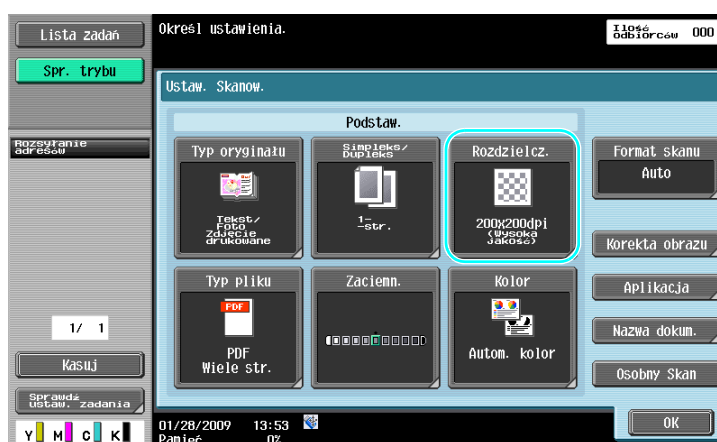 Lista zadań
Spr. trybu
Rozsyłanie
adresów
1/ 1
Kasuj
Sprawdź
ustaw. zadania
Y M C K
Określ ustawienia.
Ilość
odbiorców 000
Ustaw. Skanow.
Podstaw.
Typ oryginału
Tekst/
Foto
Zdjęcie
drukowane
Simpleks/
Dupleks
1-
-str.
Rozdzielcz.
200X200dpi
(Wysoka
jakość)
Typ pliku
PDF
PDF
Wiele str.
Zaciemn.
Kolor
Autom. kolor
Format skanu
Auto
Korekta obrazu
Aplikacja
Nazwa dokum.
Osobny Skan
01/28/2009 13:53
Pamięć 0%
OK